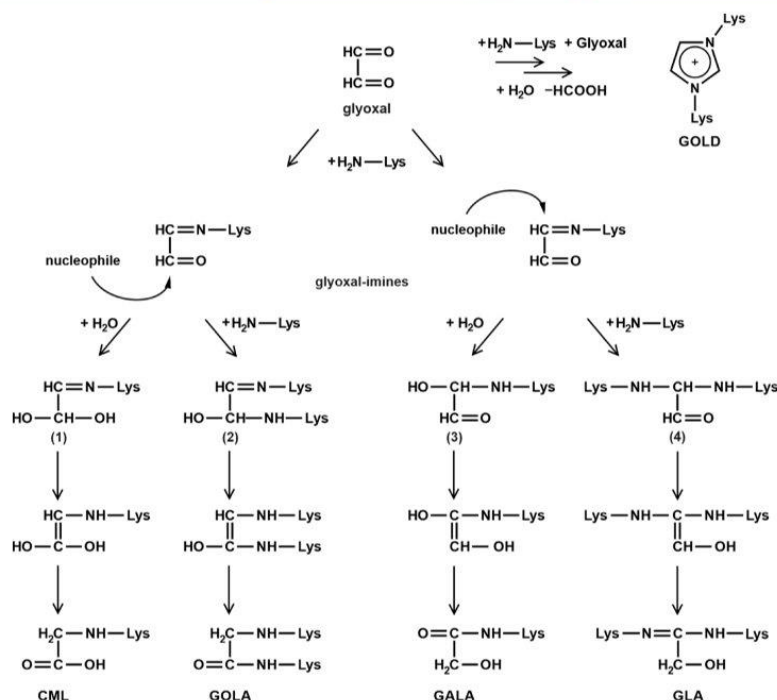 HC=O
HC=O
glyoxal
+H₂N—Lys + Glyoxal
+ H₂O −HCOOH
Lys
N
+
N
Lys
GOLD
+H₂N—Lys
HC=N—Lys
HC=O
nucleophile
HC=N—Lys
HC=O
nucleophile
glyoxal-imines
+ H₂O
+H₂N—Lys
+ H₂O
+H₂N—Lys
HC=N—Lys
HO—CH—OH
(1)
HC=N—Lys
HO—CH—NH—Lys
(2)
HO—CH—NH—Lys
HC=O
(3)
Lys—NH—CH—NH—Lys
HC=O
(4)
HC—NH—Lys
HO—C—OH
HC—NH—Lys
HO—C—NH—Lys
HO—C—NH—Lys
CH—OH
Lys—NH—C—NH—Lys
CH—OH
H₂C—NH—Lys
O=C—OH
CML
H₂C—NH—Lys
O=C—NH—Lys
GOLA
O=C—NH—Lys
H₂C—OH
GALA
Lys—N=C—NH—Lys
H₂C—OH
GLA